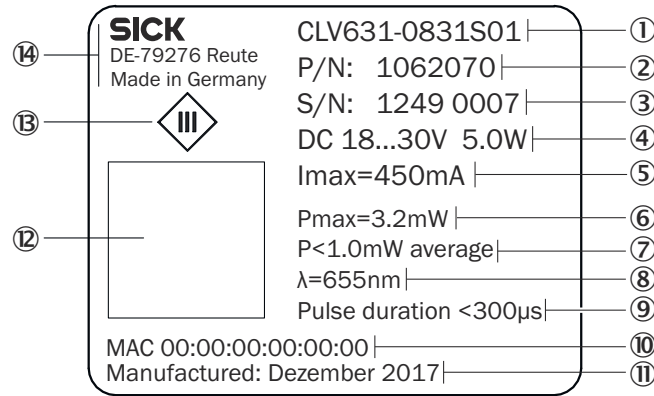 SICK
DE-79276 Reute
Made in Germany
III
CLV631-0831S01
P/N: 1062070
S/N: 1249 0007
DC 18...30V 5.0W
Imax=450mA
Pmax=3.2mW
P<1.0mW average
λ=655nm
Pulse duration <300µs
MAC 00:00:00:00:00:00
Manufactured: Dezember 2017
①
②
③
④
⑤
⑥
⑦
⑧
⑨
⑩
⑪
⑫
⑬
⑭